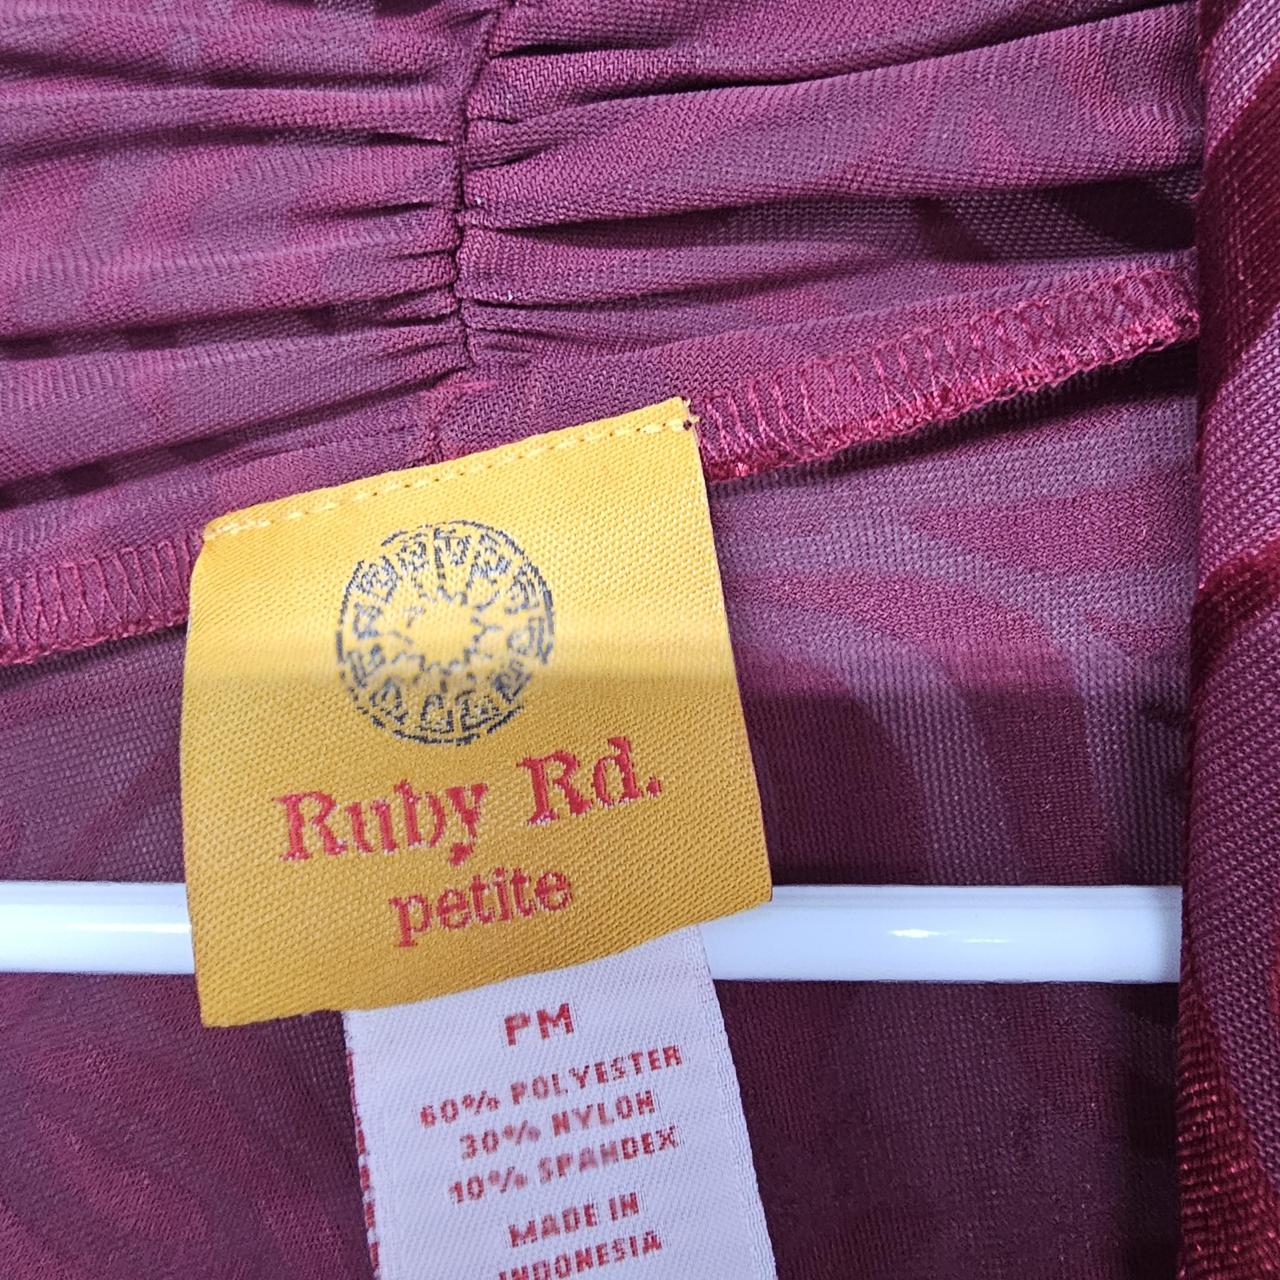 Ruby Rd.
petite
PM
60% POLYESTER
30% NYLON
10% SPANDEX
MADE IN
INDONESIA